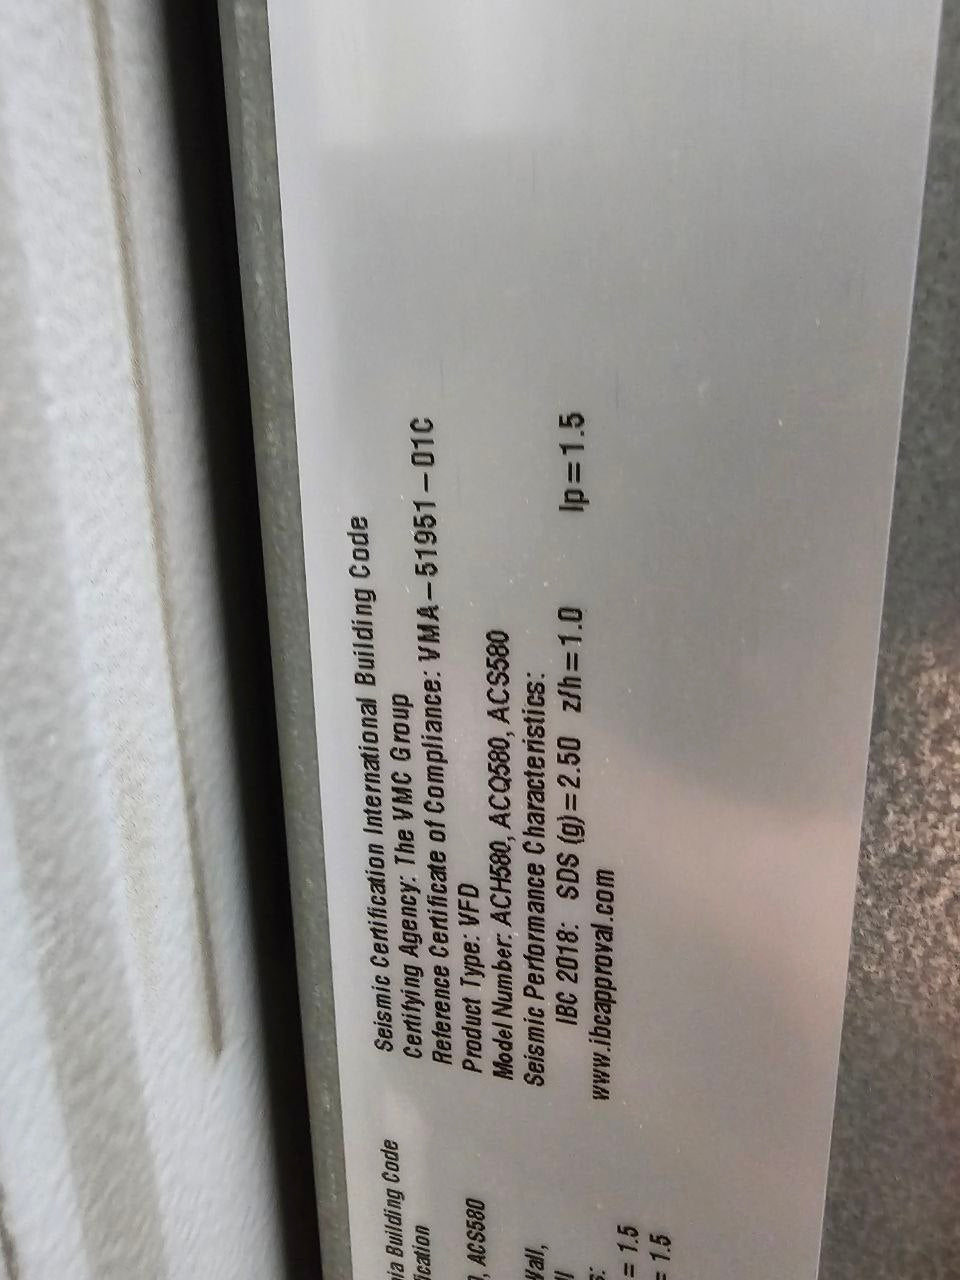 Seismic Certification International Building Code
Certifying Agency: The VMC Group
Reference Certificate of Compliance: VMA-51951-01C
Product Type: VFD
Model Number: ACH580, ACQ580, ACS580
Seismic Performance Characteristics:
IBC 2018: SDS (g)=2.50 z/h=1.0 Ip=1.5
www.ibcapproval.com
Building Code
ACS580
= 1.5
= 1.5